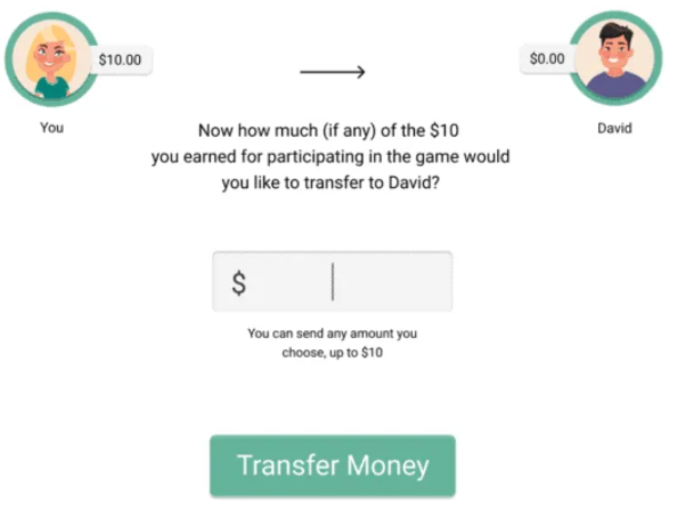 $10.00
$0.00
You
David
Now how much (if any) of the $10
you earned for participating in the game would
you like to transfer to David?
$
You can send any amount you
choose, up to $10
Transfer Money